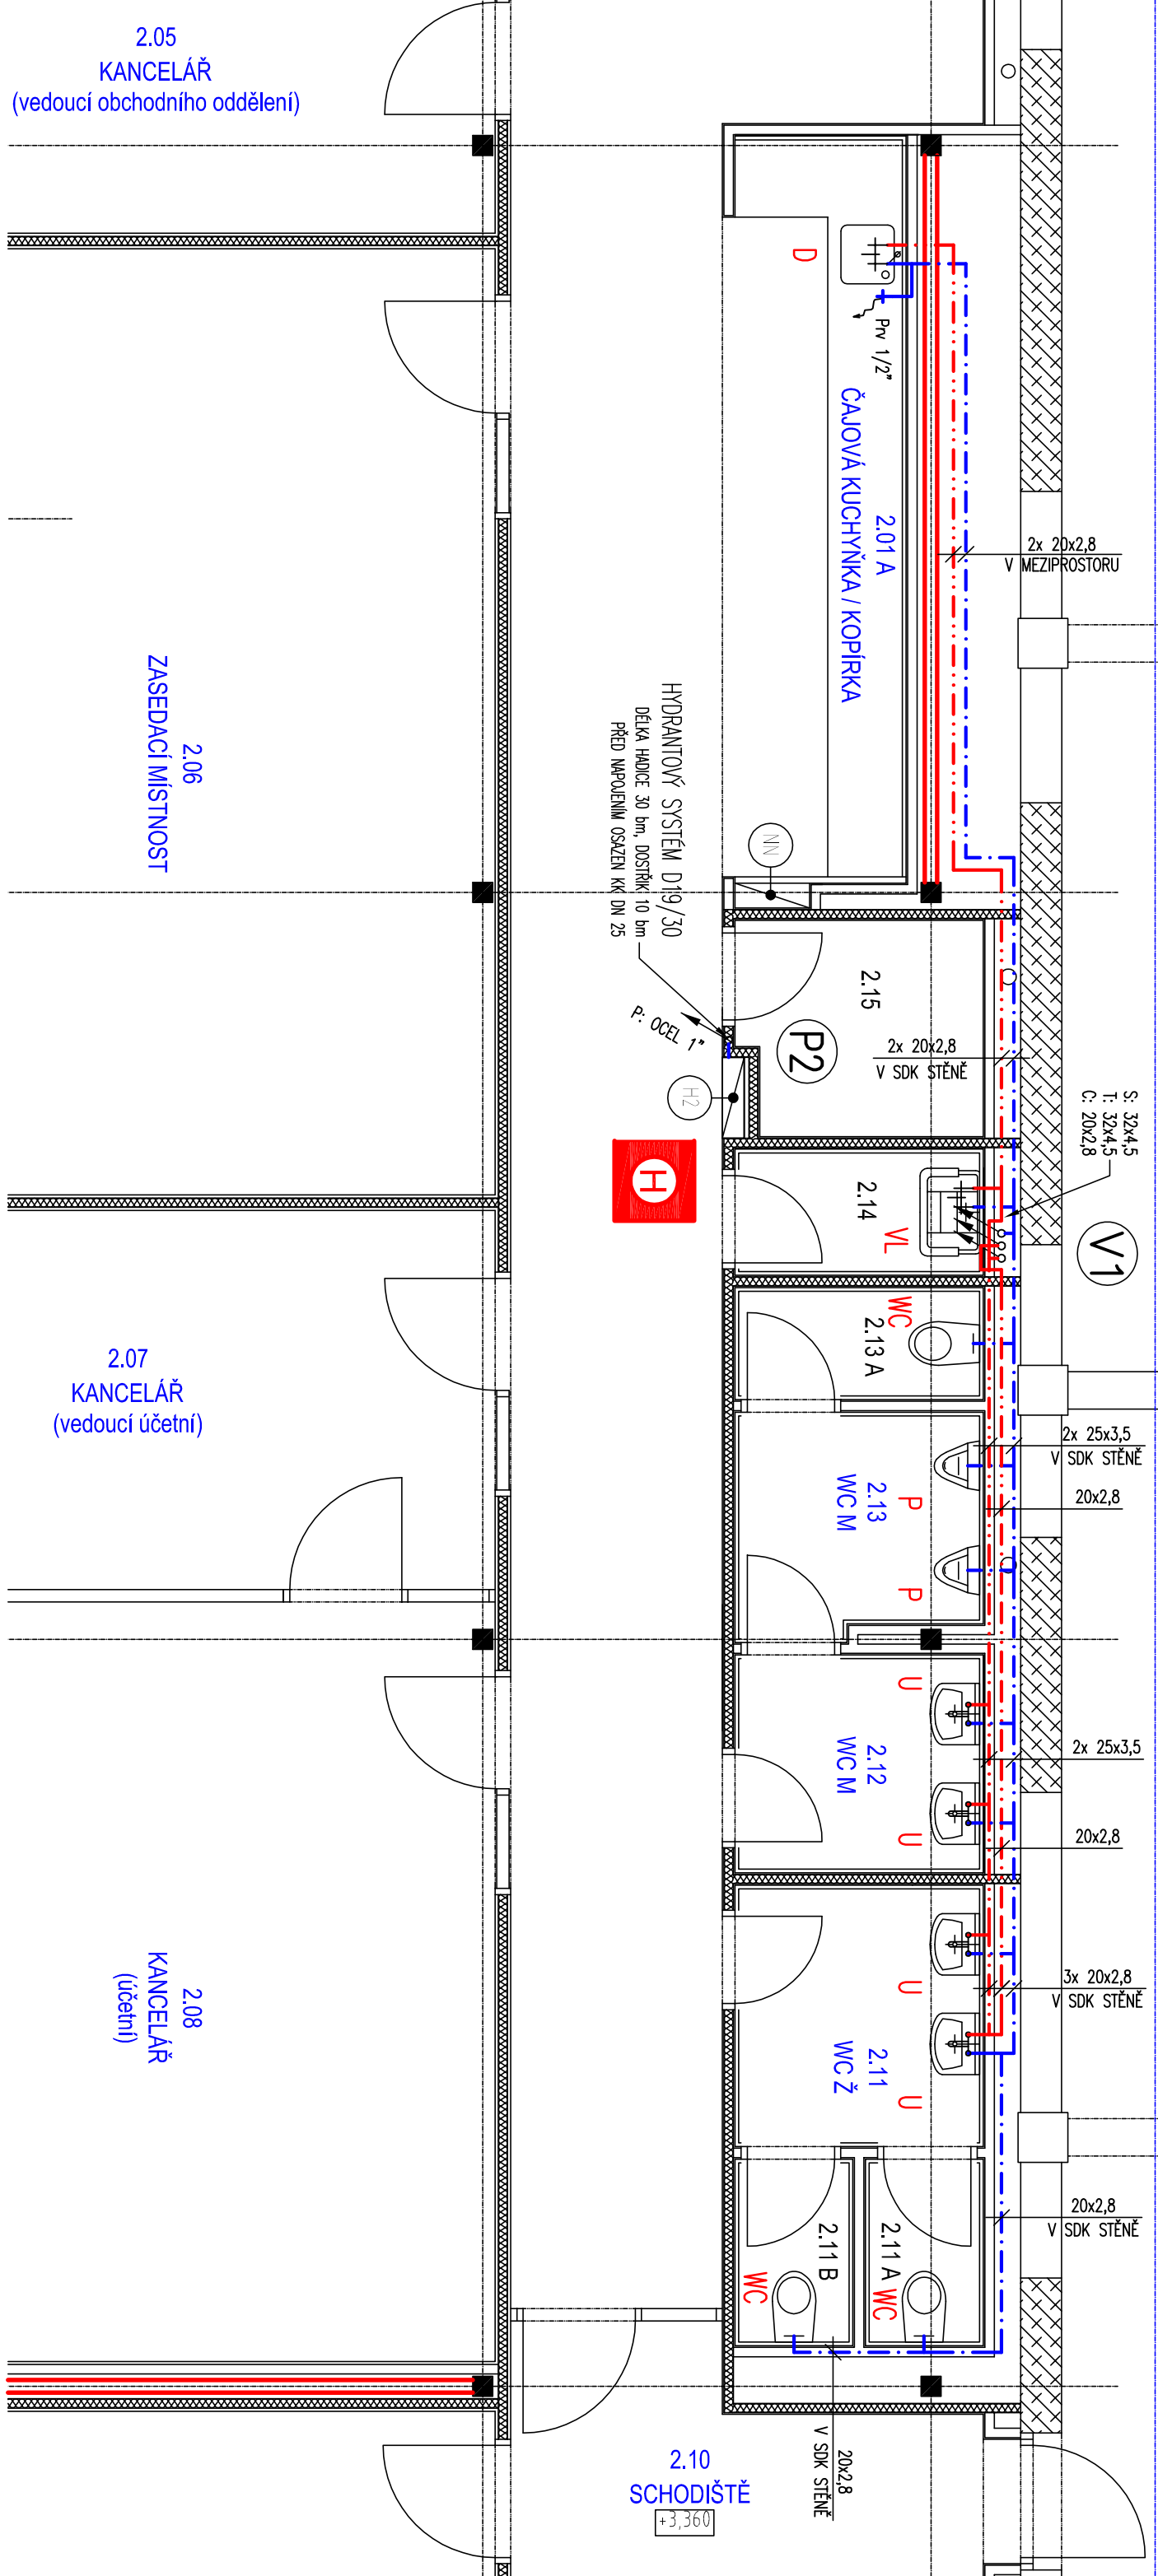 2.05
KANCELÁŘ
(vedoucí obchodního oddělení)
D
Prv 1/2"
2.01 A
ČAJOVÁ KUCHYŇKA / KOPÍRKA
2x 20x2,8
V MEZIPROSTORU
2.06
ZASEDACÍ MÍSTNOST
HYDRANTOVÝ SYSTÉM D19/30
DÉLKA HADICE 30 bm, DOSTŘIK 10 bm
PŘED NAPOJENÍM OSAZEN KK DN 25
NN
2.15
P2
P: OCEL 1"
2x 20x2,8
V SDK STĚNĚ
H2
H
S: 32x4,5
T: 32x4,5
C: 20x2,8
V1
2.14
VL
WC
2.13 A
2.07
KANCELÁŘ
(vedoucí účetní)
2x 25x3,5
V SDK STĚNĚ
20x2,8
2.13
WC M
P
P
U
2.12
WC M
U
2x 25x3,5
20x2,8
3x 20x2,8
V SDK STĚNĚ
2.08
KANCELÁŘ
(účetní)
U
2.11
WC Ž
U
20x2,8
V SDK STĚNĚ
2.11 B
WC
2.11 A
WC
20x2,8
V SDK STĚNĚ
2.10
SCHODIŠTĚ
+3,360